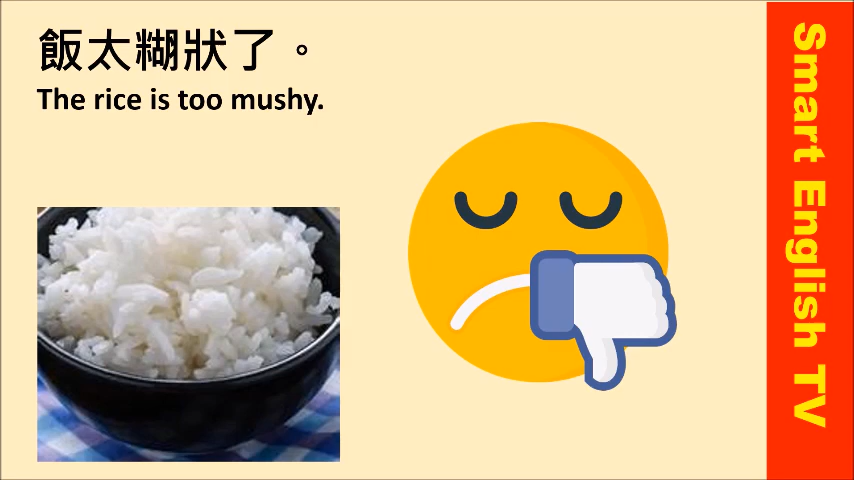 飯太糊狀了。
The rice is too mushy.
Smart English TV